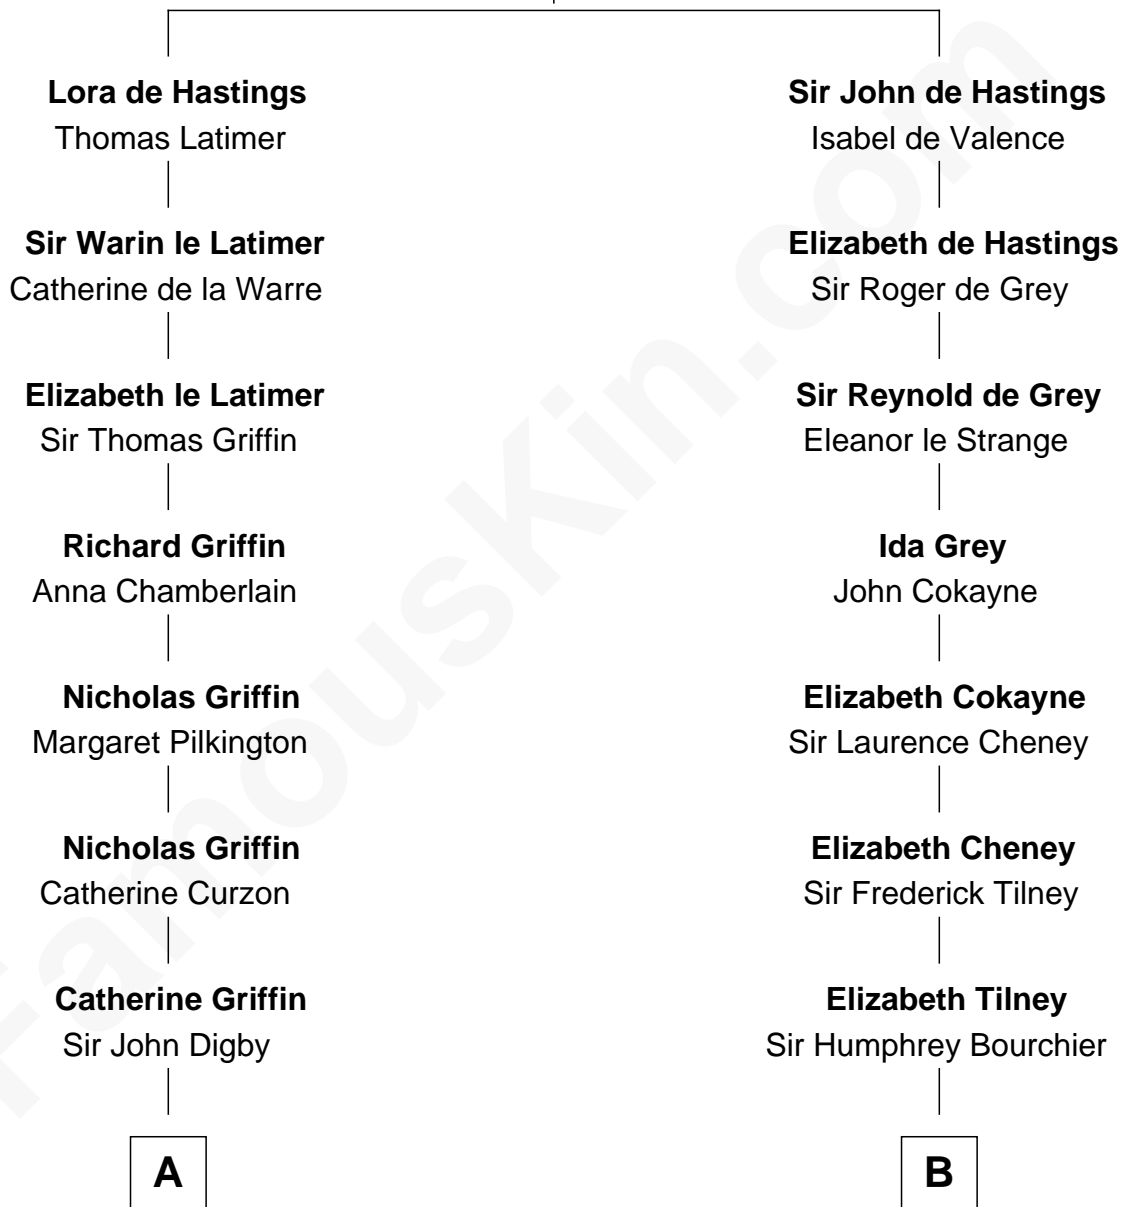 Lora de Hastings
Thomas Latimer
Sir Warin le Latimer
Catherine de la Warre
Elizabeth le Latimer
Sir Thomas Griffin
Richard Griffin
Anna Chamberlain
Nicholas Griffin
Margaret Pilkington
Nicholas Griffin
Catherine Curzon
Catherine Griffin
Sir John Digby
A
Sir John de Hastings
Isabel de Valence
Elizabeth de Hastings
Sir Roger de Grey
Sir Reynold de Grey
Eleanor le Strange
Ida Grey
John Cokayne
Elizabeth Cokayne
Sir Laurence Cheney
Elizabeth Cheney
Sir Frederick Tilney
Elizabeth Tilney
Sir Humphrey Bourchier
B
FamousKin.com